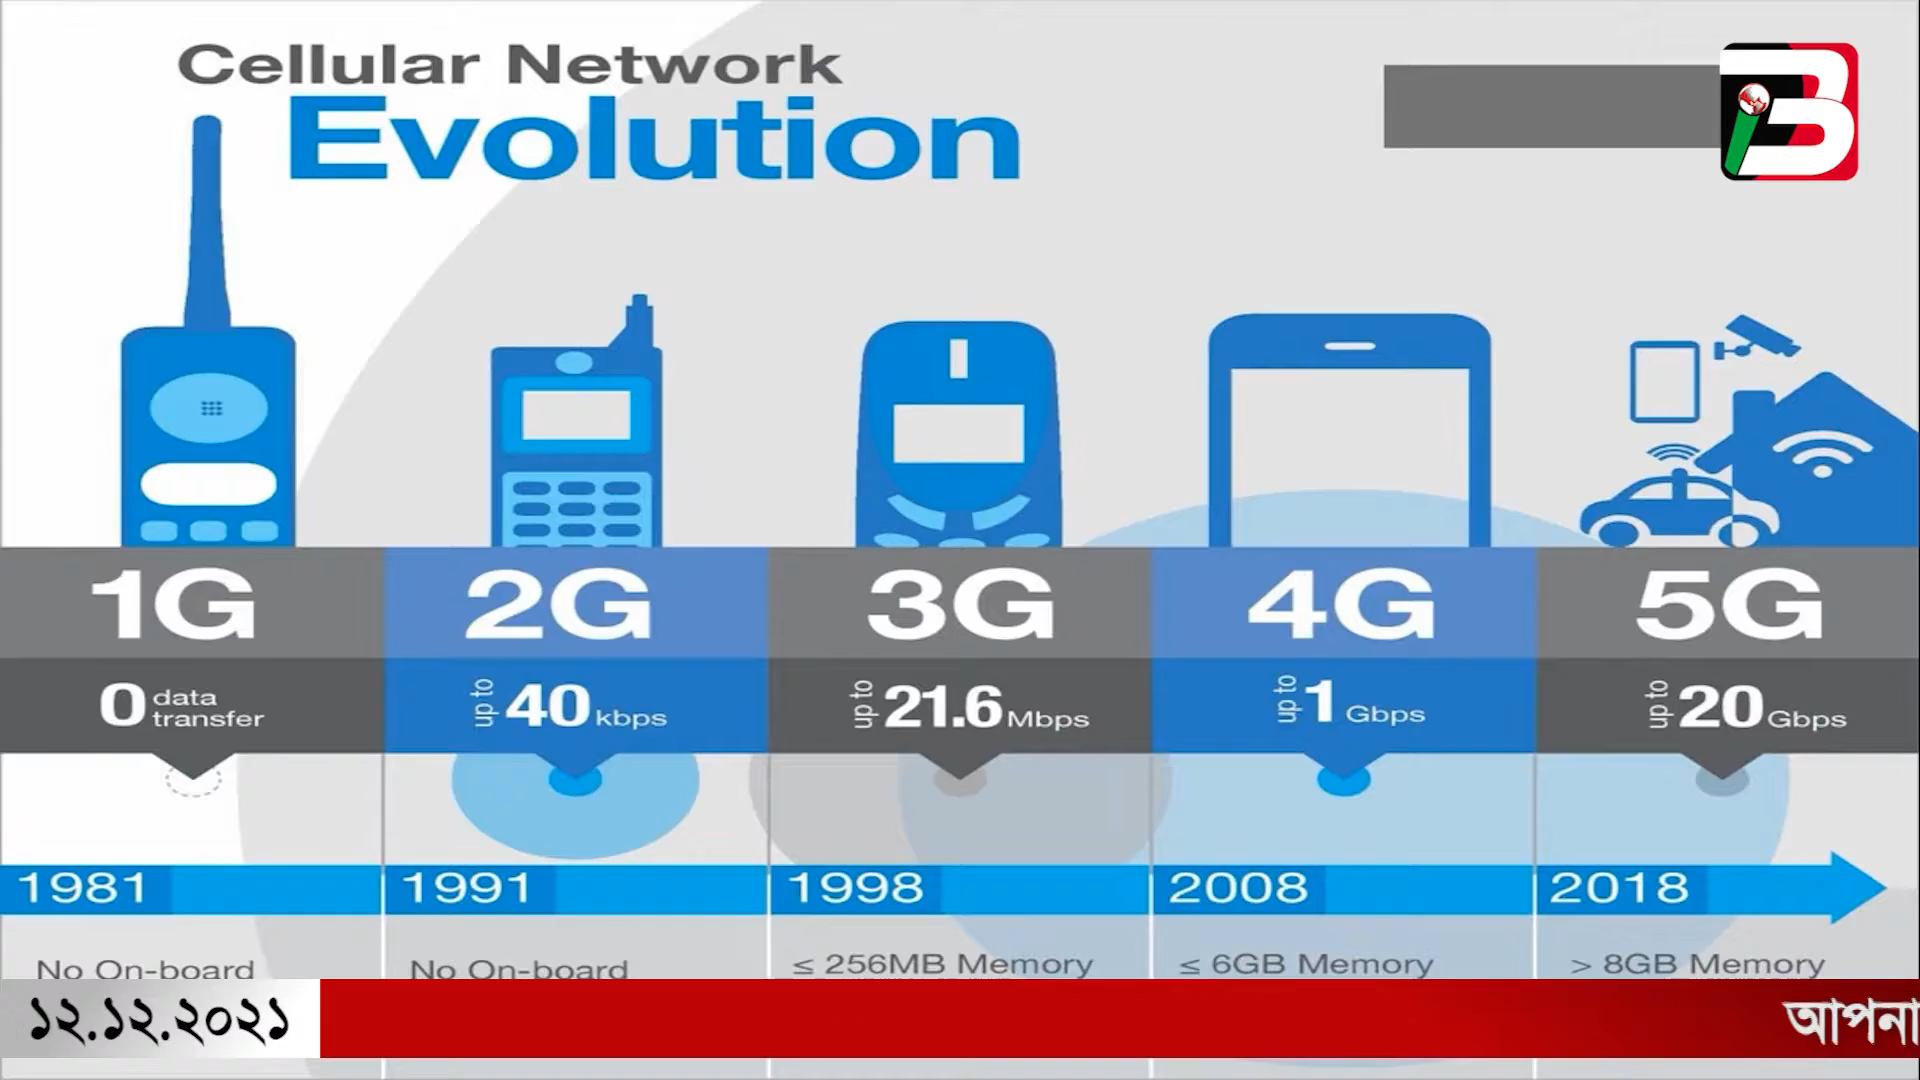 Cellular Network
Evolution
B
1G
2G
3G
4G
5G
0 data transfer
up to 40 kbps
up to 21.6 Mbps
up to 1 Gbps
up to 20 Gbps
1981
1991
1998
2008
2018
No On-board
No On-board
≤ 256MB Memory
≤ 6GB Memory
> 8GB Memory
১২.১২.২০২১
আপনা